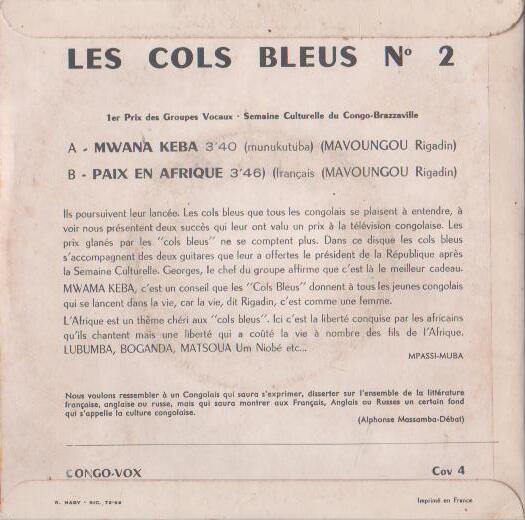 LES COLS BLEUS Nº 2
1er Prix des Groupes Vocaux - Semaine Culturelle du Congo-Brazzaville
A - MWANA KEBA 3'40 (munukutuba) (MAVOUNGOU Rigadin)
B - PAIX EN AFRIQUE 3'46) (français (MAVOUNGOU Rigadin)
Ils poursuivent leur lancée. Les cols bleus que tous les congolais se plaisent à entendre, à
voir nous présentent deux succès qui leur ont valu un prix à la télévision congolaise. Les
prix glanés par les "cols bleus" ne se comptent plus. Dans ce disque les cols bleus
s'accompagnent des deux guitares que leur a offertes le président de la République après
la Semaine Culturelle. Georges, le chef du groupe affirme que c'est là le meilleur cadeau.
MWAMA KEBA, c'est un conseil que les "Cols Bleus" donnent à tous les jeunes congolais
qui se lancent dans la vie, car la vie, dit Rigadin, c'est comme une femme.
L'Afrique est un thème chéri aux "cols bleus". Ici c'est la liberté conquise par les africains
qu'ils chantent mais une liberté qui a coûté la vie à nombre des fils de l'Afrique.
LUBUMBA, BOGANDA, MATSOUA Um Niobé etc...
MPASSI-MUBA
Nous voulons ressembler à un Congolais qui saura s'exprimer, disserter sur l'ensemble de la littérature
française, anglaise ou russe, mais qui saura montrer aux Français, Anglais ou Russes un certain fond
qui s'appelle la culture congolaise.
(Alphonse Massamba-Débat)
CONGO-VOX Cov 4
Imprimé en France